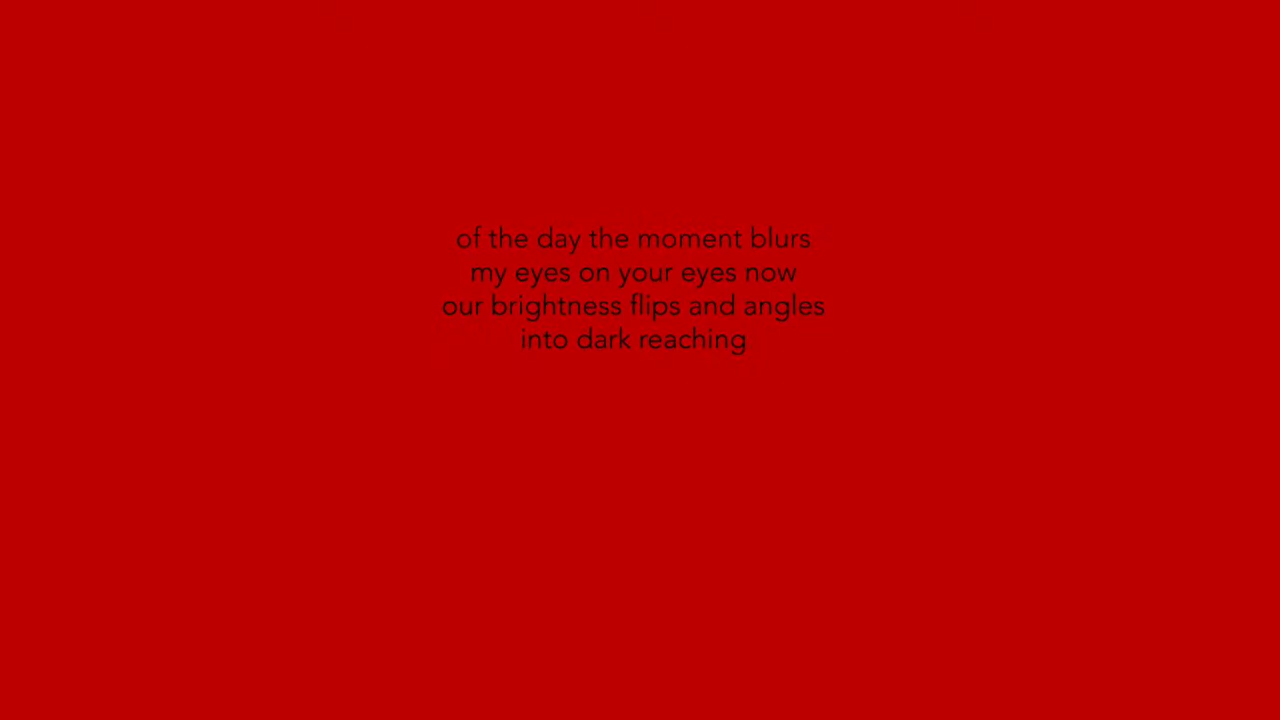 of the day the moment blurs
my eyes on your eyes now
our brightness flips and angles
into dark reaching